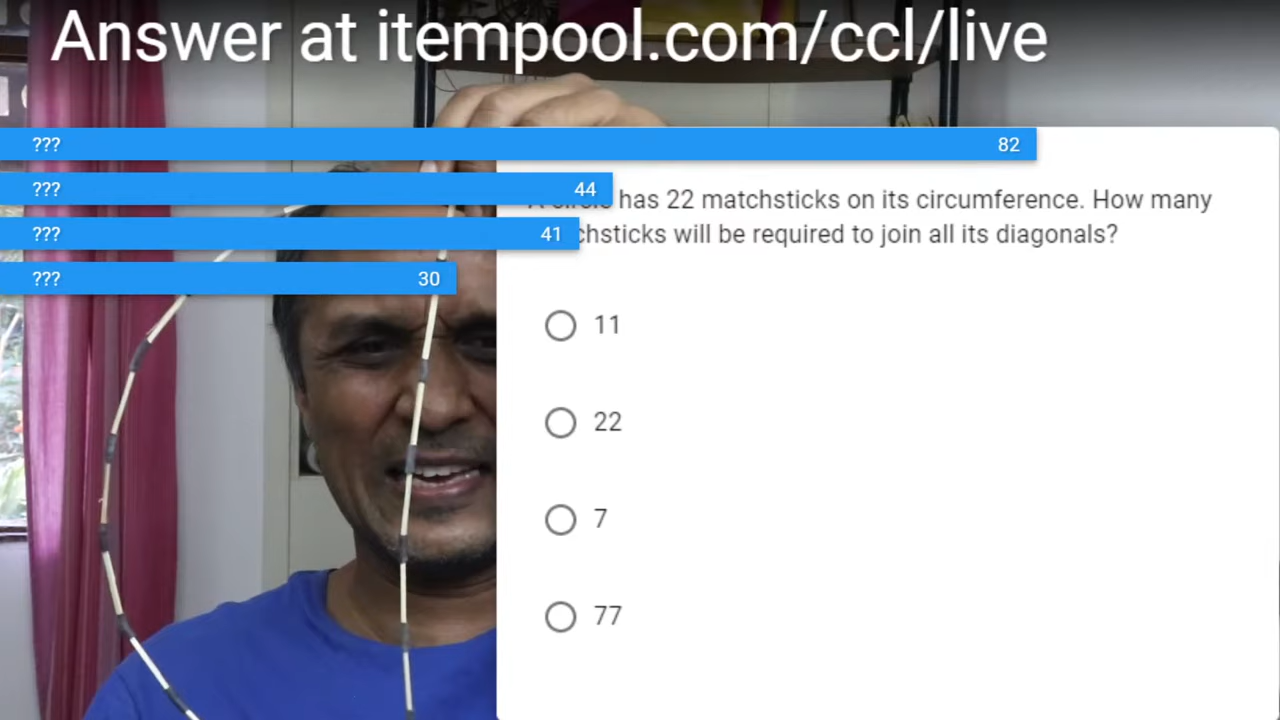 Answer at itempool.com/ccl/live
??? 82
??? 44
has 22 matchsticks on its circumference. How many
??? 41
will be required to join all its diagonals?
??? 30
11
22
7
77